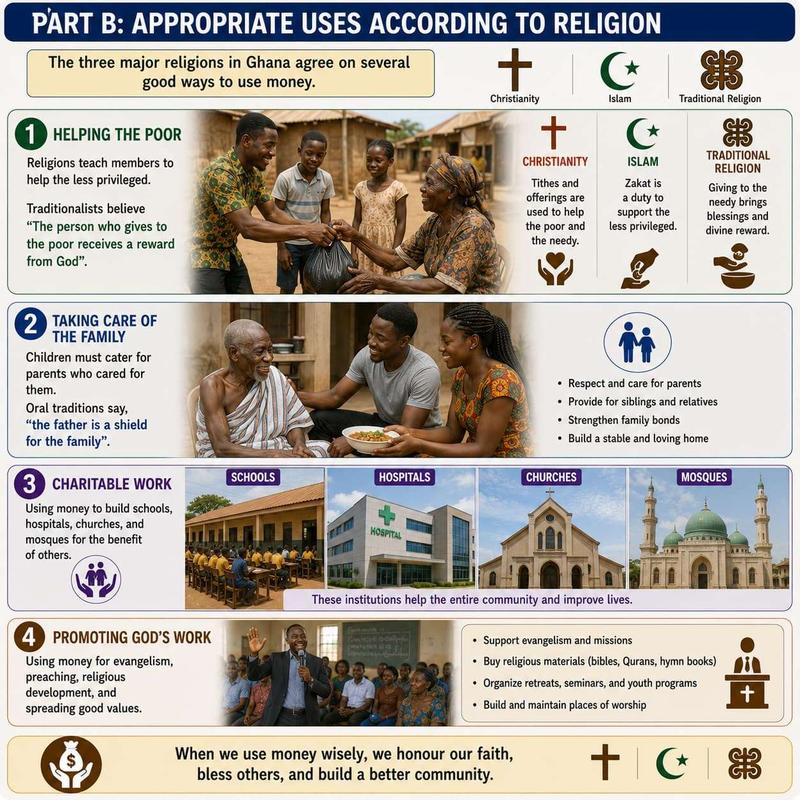 PART B: APPROPRIATE USES ACCORDING TO RELIGION
The three major religions in Ghana agree on several
good ways to use money.
Christianity
Islam
Traditional Religion
1 HELPING THE POOR
Religions teach members to
help the less privileged.
Traditionalists believe
“The person who gives to
the poor receives a reward
from God”.
CHRISTIANITY
Tithes and
offerings are
used to help
the poor and
the needy.
ISLAM
Zakat is
a duty to
support the
less privileged.
TRADITIONAL
RELIGION
Giving to the
needy brings
blessings and
divine reward.
2 TAKING CARE OF
THE FAMILY
Children must cater for
parents who cared for
them.
Oral traditions say,
“the father is a shield
for the family”.
• Respect and care for parents
• Provide for siblings and relatives
• Strengthen family bonds
• Build a stable and loving home
3 CHARITABLE WORK
Using money to build schools,
hospitals, churches, and
mosques for the benefit
of others.
SCHOOLS
HOSPITALS
HOSPITAL
CHURCHES
MOSQUES
These institutions help the entire community and improve lives.
4 PROMOTING GOD'S WORK
Using money for evangelism,
preaching, religious
development, and
spreading good values.
• Support evangelism and missions
• Buy religious materials (bibles, Qurans, hymn books)
• Organize retreats, seminars, and youth programs
• Build and maintain places of worship
$
When we use money wisely, we honour our faith,
bless others, and build a better community.